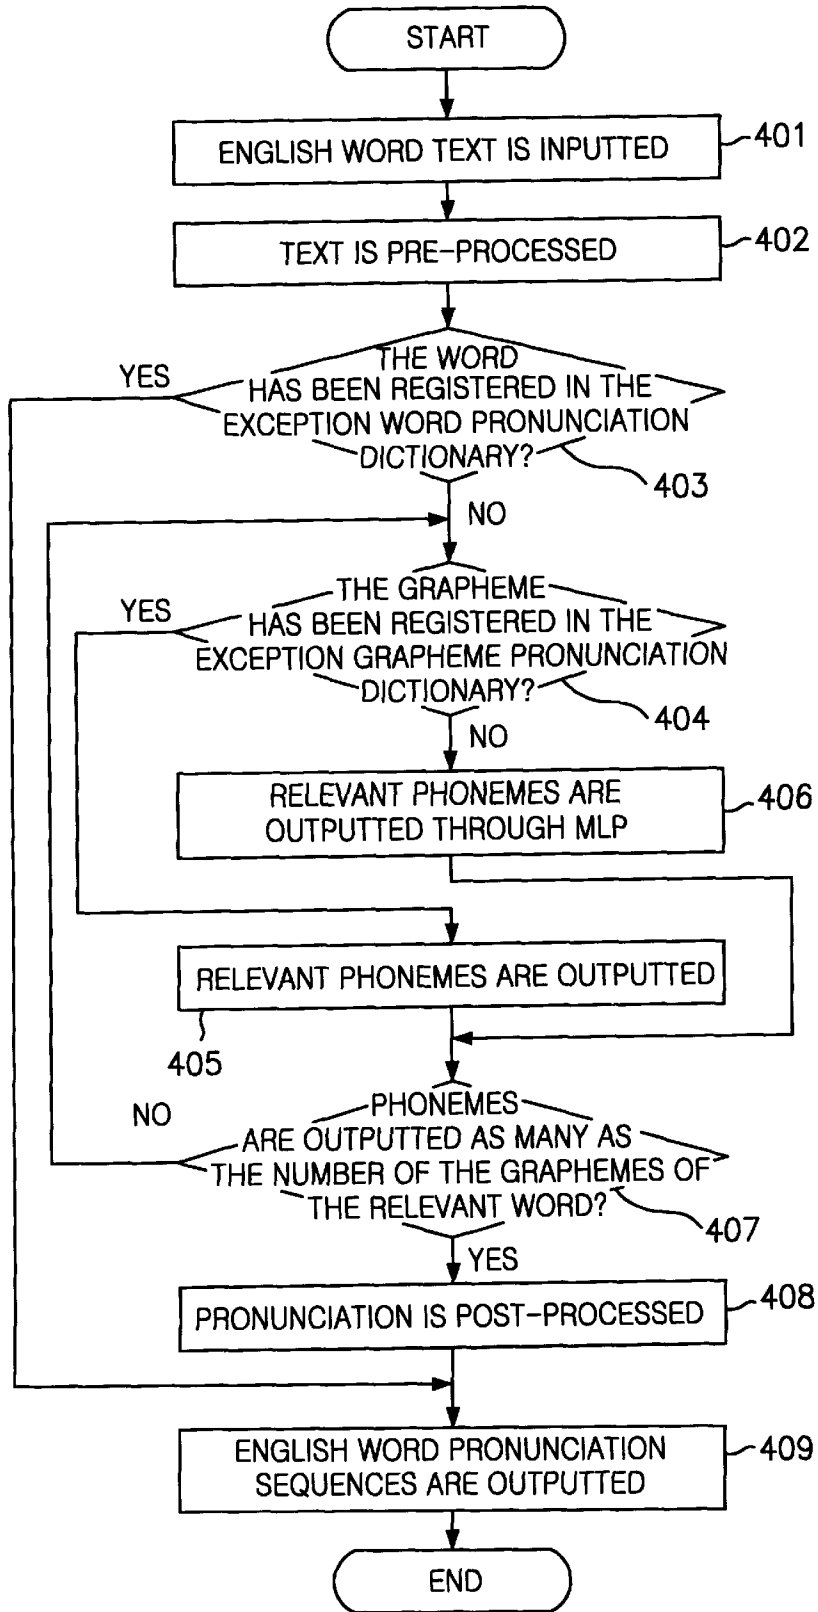 START
ENGLISH WORD TEXT IS INPUTTED
401
TEXT IS PRE-PROCESSED
402
YES
THE WORD
HAS BEEN REGISTERED IN THE
EXCEPTION WORD PRONUNCIATION
DICTIONARY?
403
NO
YES
THE GRAPHEME
HAS BEEN REGISTERED IN THE
EXCEPTION GRAPHEME PRONUNCIATION
DICTIONARY?
404
NO
RELEVANT PHONEMES ARE
OUTPUTTED THROUGH MLP
406
RELEVANT PHONEMES ARE OUTPUTTED
405
NO
PHONEMES
ARE OUTPUTTED AS MANY AS
THE NUMBER OF THE GRAPHEMES OF
THE RELEVANT WORD?
407
YES
PRONUNCIATION IS POST-PROCESSED
408
ENGLISH WORD PRONUNCIATION
SEQUENCES ARE OUTPUTTED
409
END